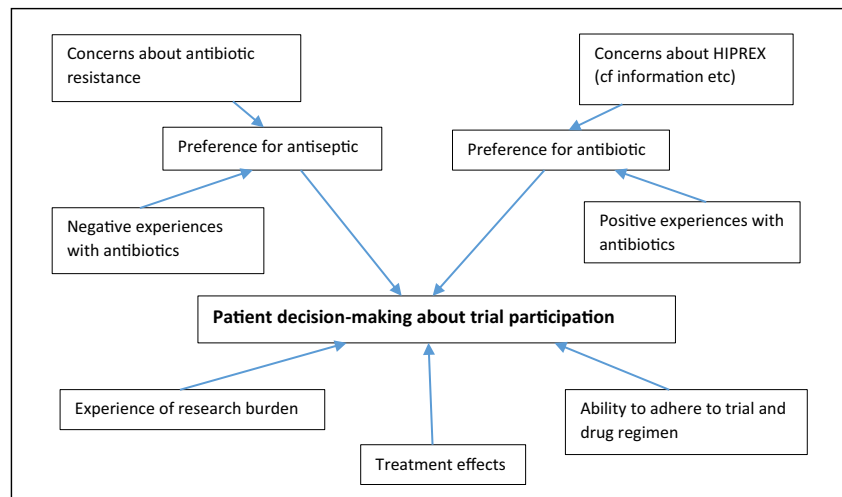 Concerns about antibiotic
resistance
Concerns about HIPREX
(cf information etc)
Preference for antiseptic
Preference for antibiotic
Negative experiences
with antibiotics
Positive experiences with
antibiotics
Patient decision-making about trial participation
Experience of research burden
Treatment effects
Ability to adhere to trial and
drug regimen